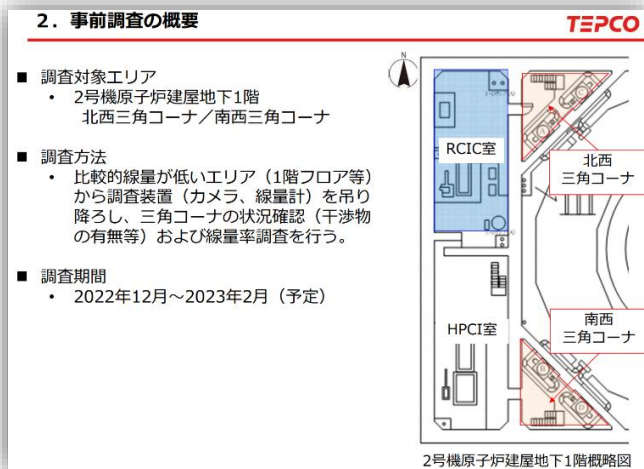 2．事前調査の概要
TEPCO
■ 調査対象エリア
• 2号機原子炉建屋地下1階
北西三角コーナ／南西三角コーナ
■ 調査方法
• 比較的線量が低いエリア（1階フロア等）
から調査装置（カメラ、線量計）を吊り
降ろし、三角コーナの状況確認（干渉物
の有無等）および線量率調査を行う。
■ 調査期間
• 2022年12月～2023年2月（予定）
N
RCIC室
北西
三角コーナ
HPCI室
南西
三角コーナ
2号機原子炉建屋地下1階概略図